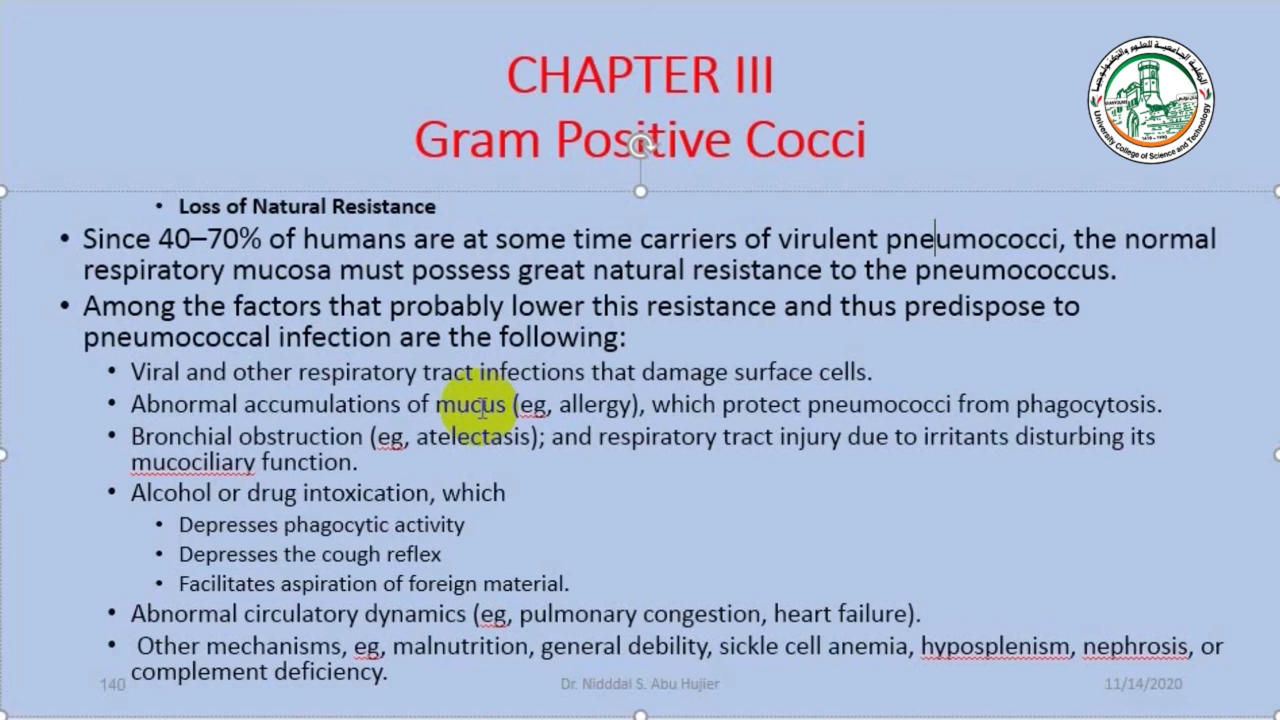 CHAPTER III
Gram Positive Cocci
University College of Science and Technology
• Loss of Natural Resistance
• Since 40–70% of humans are at some time carriers of virulent pneumococci, the normal
respiratory mucosa must possess great natural resistance to the pneumococcus.
• Among the factors that probably lower this resistance and thus predispose to
pneumococcal infection are the following:
• Viral and other respiratory tract infections that damage surface cells.
• Abnormal accumulations of mucus (eg, allergy), which protect pneumococci from phagocytosis.
• Bronchial obstruction (eg, atelectasis); and respiratory tract injury due to irritants disturbing its
mucociliary function.
• Alcohol or drug intoxication, which
• Depresses phagocytic activity
• Depresses the cough reflex
• Facilitates aspiration of foreign material.
• Abnormal circulatory dynamics (eg, pulmonary congestion, heart failure).
• Other mechanisms, eg, malnutrition, general debility, sickle cell anemia, hyposplenism, nephrosis, or
complement deficiency.
140
Dr. Nidddal S. Abu Hujier
11/14/2020